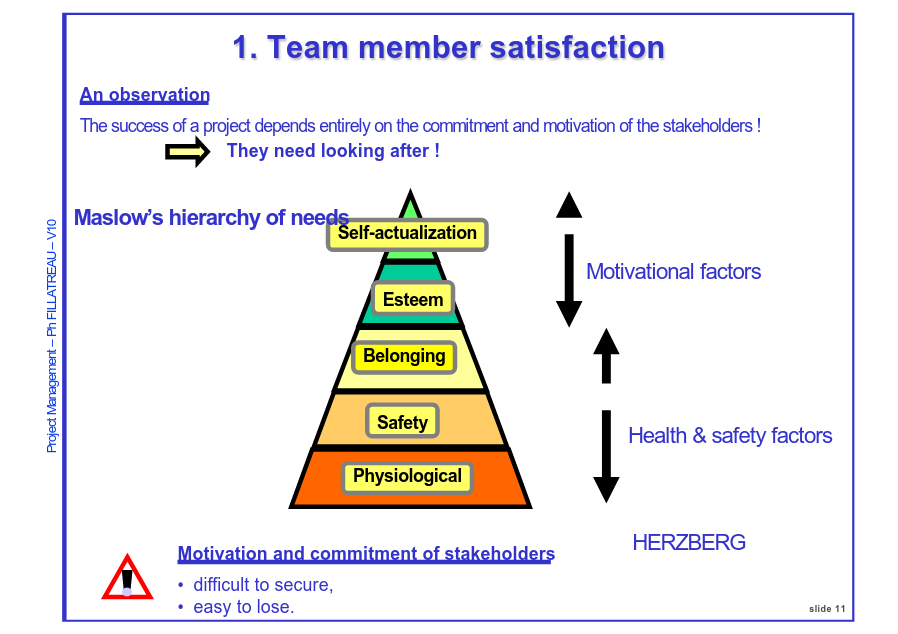 1. Team member satisfaction
An observation
The success of a project depends entirely on the commitment and motivation of the stakeholders !
They need looking after !
Maslow’s hierarchy of needs
Self-actualization
Esteem
Belonging
Safety
Physiological
Motivational factors
Health & safety factors
HERZBERG
Motivation and commitment of stakeholders
• difficult to secure,
• easy to lose.
Project Management – Ph FILLATREAU – V10
slide 11